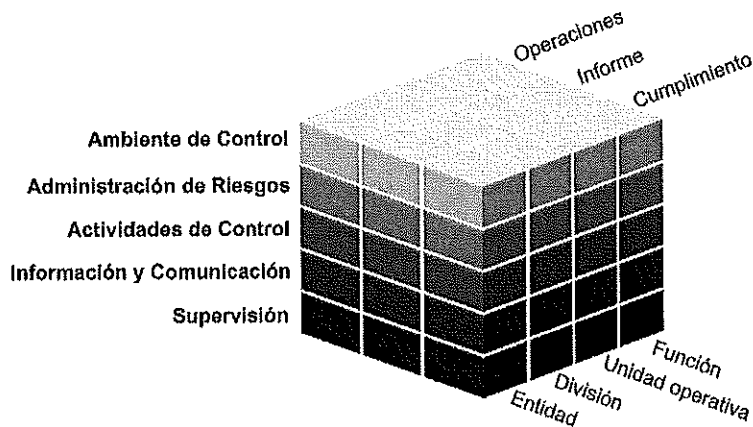 Operaciones
Informe
Cumplimiento
Ambiente de Control
Administración de Riesgos
Actividades de Control
Información y Comunicación
Supervisión
Función
Unidad operativa
División
Entidad